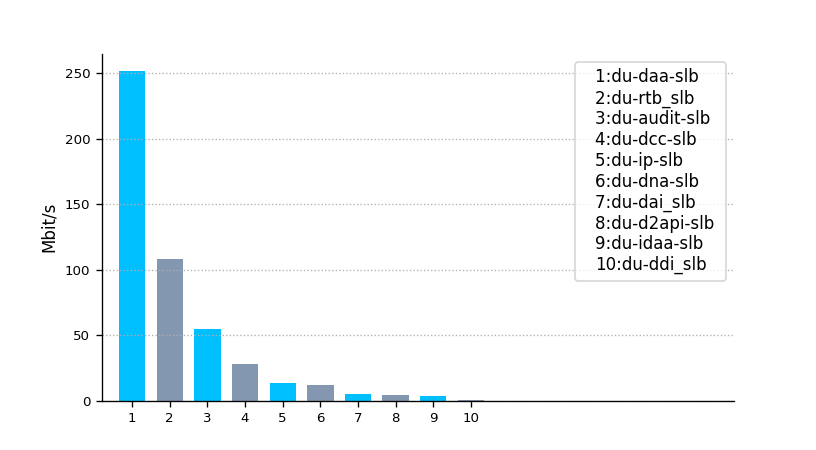 Mbit/s
250
200
150
100
50
0
1 2 3 4 5 6 7 8 9 10
1:du-daa-slb
2:du-rtb_slb
3:du-audit-slb
4:du-dcc-slb
5:du-ip-slb
6:du-dna-slb
7:du-dai_slb
8:du-d2api-slb
9:du-idaa-slb
10:du-ddi_slb